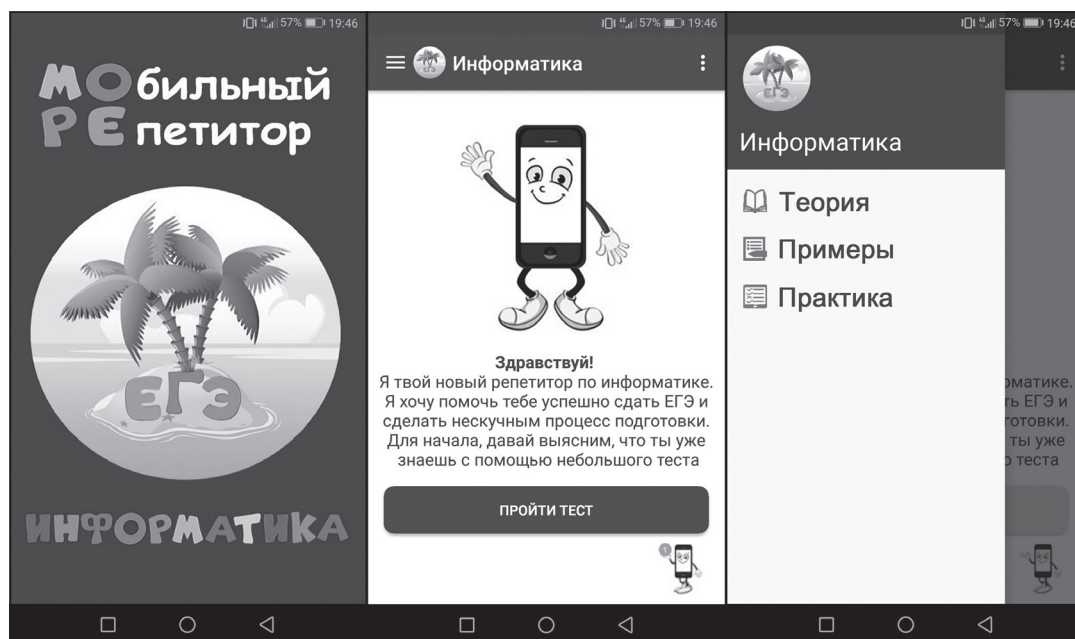 57% 19:46
МОбильный
РЕпетитор
ЕГЭ
ИНФОРМАТИКА
57% 19:46
Информатика
Здравствуй!
Я твой новый репетитор по информатике.
Я хочу помочь тебе успешно сдать ЕГЭ и
сделать нескучным процесс подготовки.
Для начала, давай выясним, что ты уже
знаешь с помощью небольшого теста
ПРОЙТИ ТЕСТ
1
57% 19:46
ЕГЭ
Информатика
Теория
Примеры
Практика
рматике.
ть ЕГЭ и
готовки.
ты уже
о теста